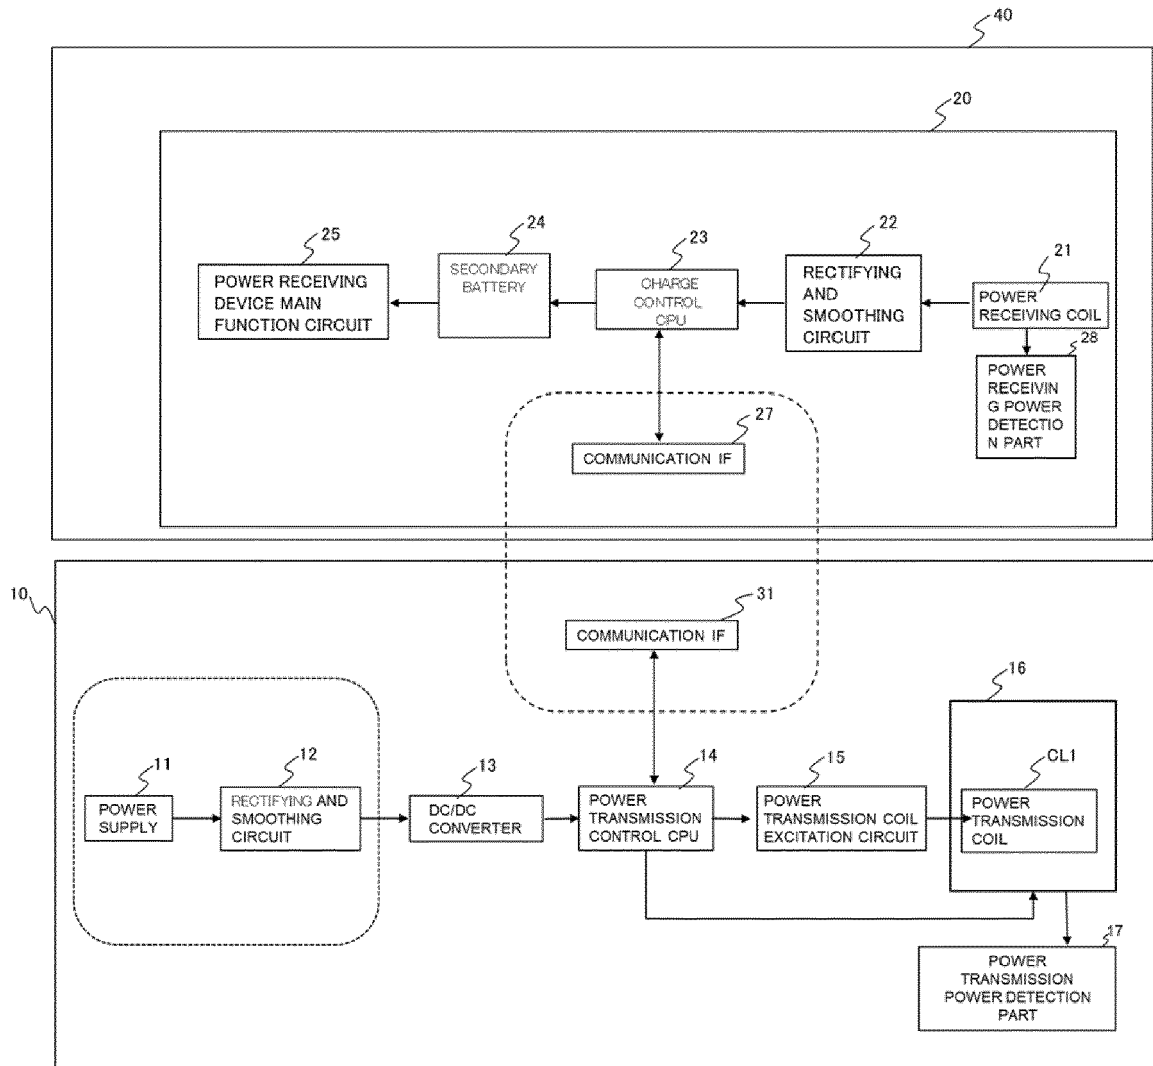 40
20
25
POWER RECEIVING
DEVICE MAIN
FUNCTION CIRCUIT
24
SECONDARY
BATTERY
23
CHARGE
CONTROL
CPU
22
RECTIFYING
AND
SMOOTHING
CIRCUIT
21
POWER
RECEIVING COIL
28
POWER
RECEIVIN
G POWER
DETECTIO
N PART
27
COMMUNICATION IF
10
31
COMMUNICATION IF
11
POWER
SUPPLY
12
RECTIFYING AND
SMOOTHING
CIRCUIT
13
DC/DC
CONVERTER
14
POWER
TRANSMISSION
CONTROL CPU
15
POWER
TRANSMISSION COIL
EXCITATION CIRCUIT
16
CL1
POWER
TRANSMISSION
COIL
17
POWER
TRANSMISSION
POWER DETECTION
PART